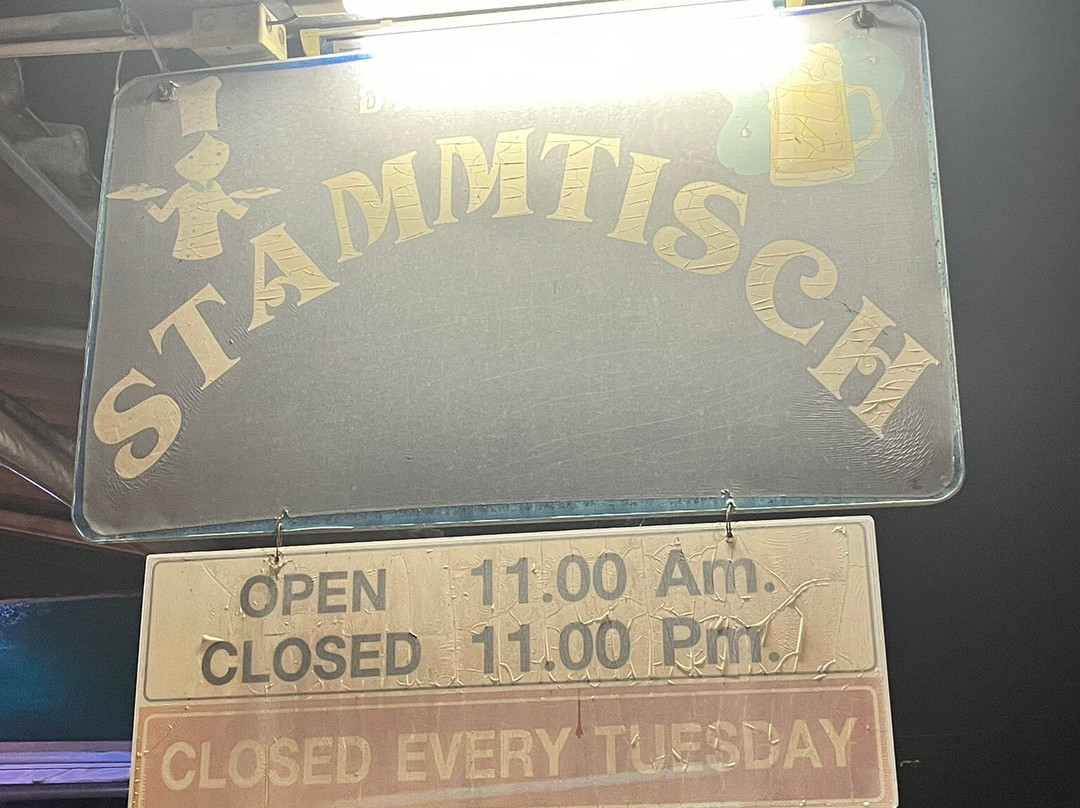 STAMMTISCH
OPEN 11.00 Am.
CLOSED 11.00 Pm.
CLOSED EVERY TUESDAY